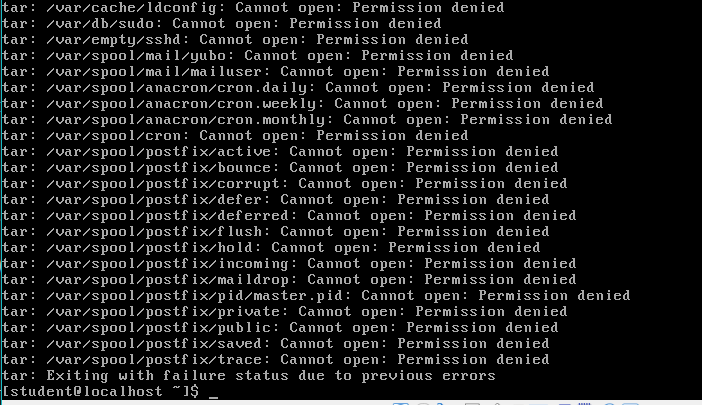 tar: /var/cache/ldconfig: Cannot open: Permission denied
tar: /var/db/sudo: Cannot open: Permission denied
tar: /var/empty/sshd: Cannot open: Permission denied
tar: /var/spool/mail/yubo: Cannot open: Permission denied
tar: /var/spool/mail/mailuser: Cannot open: Permission denied
tar: /var/spool/anacron/cron.daily: Cannot open: Permission denied
tar: /var/spool/anacron/cron.weekly: Cannot open: Permission denied
tar: /var/spool/anacron/cron.monthly: Cannot open: Permission denied
tar: /var/spool/cron: Cannot open: Permission denied
tar: /var/spool/postfix/active: Cannot open: Permission denied
tar: /var/spool/postfix/bounce: Cannot open: Permission denied
tar: /var/spool/postfix/corrupt: Cannot open: Permission denied
tar: /var/spool/postfix/defer: Cannot open: Permission denied
tar: /var/spool/postfix/deferred: Cannot open: Permission denied
tar: /var/spool/postfix/flush: Cannot open: Permission denied
tar: /var/spool/postfix/hold: Cannot open: Permission denied
tar: /var/spool/postfix/incoming: Cannot open: Permission denied
tar: /var/spool/postfix/maildrop: Cannot open: Permission denied
tar: /var/spool/postfix/pid/master.pid: Cannot open: Permission denied
tar: /var/spool/postfix/private: Cannot open: Permission denied
tar: /var/spool/postfix/public: Cannot open: Permission denied
tar: /var/spool/postfix/saved: Cannot open: Permission denied
tar: /var/spool/postfix/trace: Cannot open: Permission denied
tar: Exiting with failure status due to previous errors
[student@localhost ~]$ _